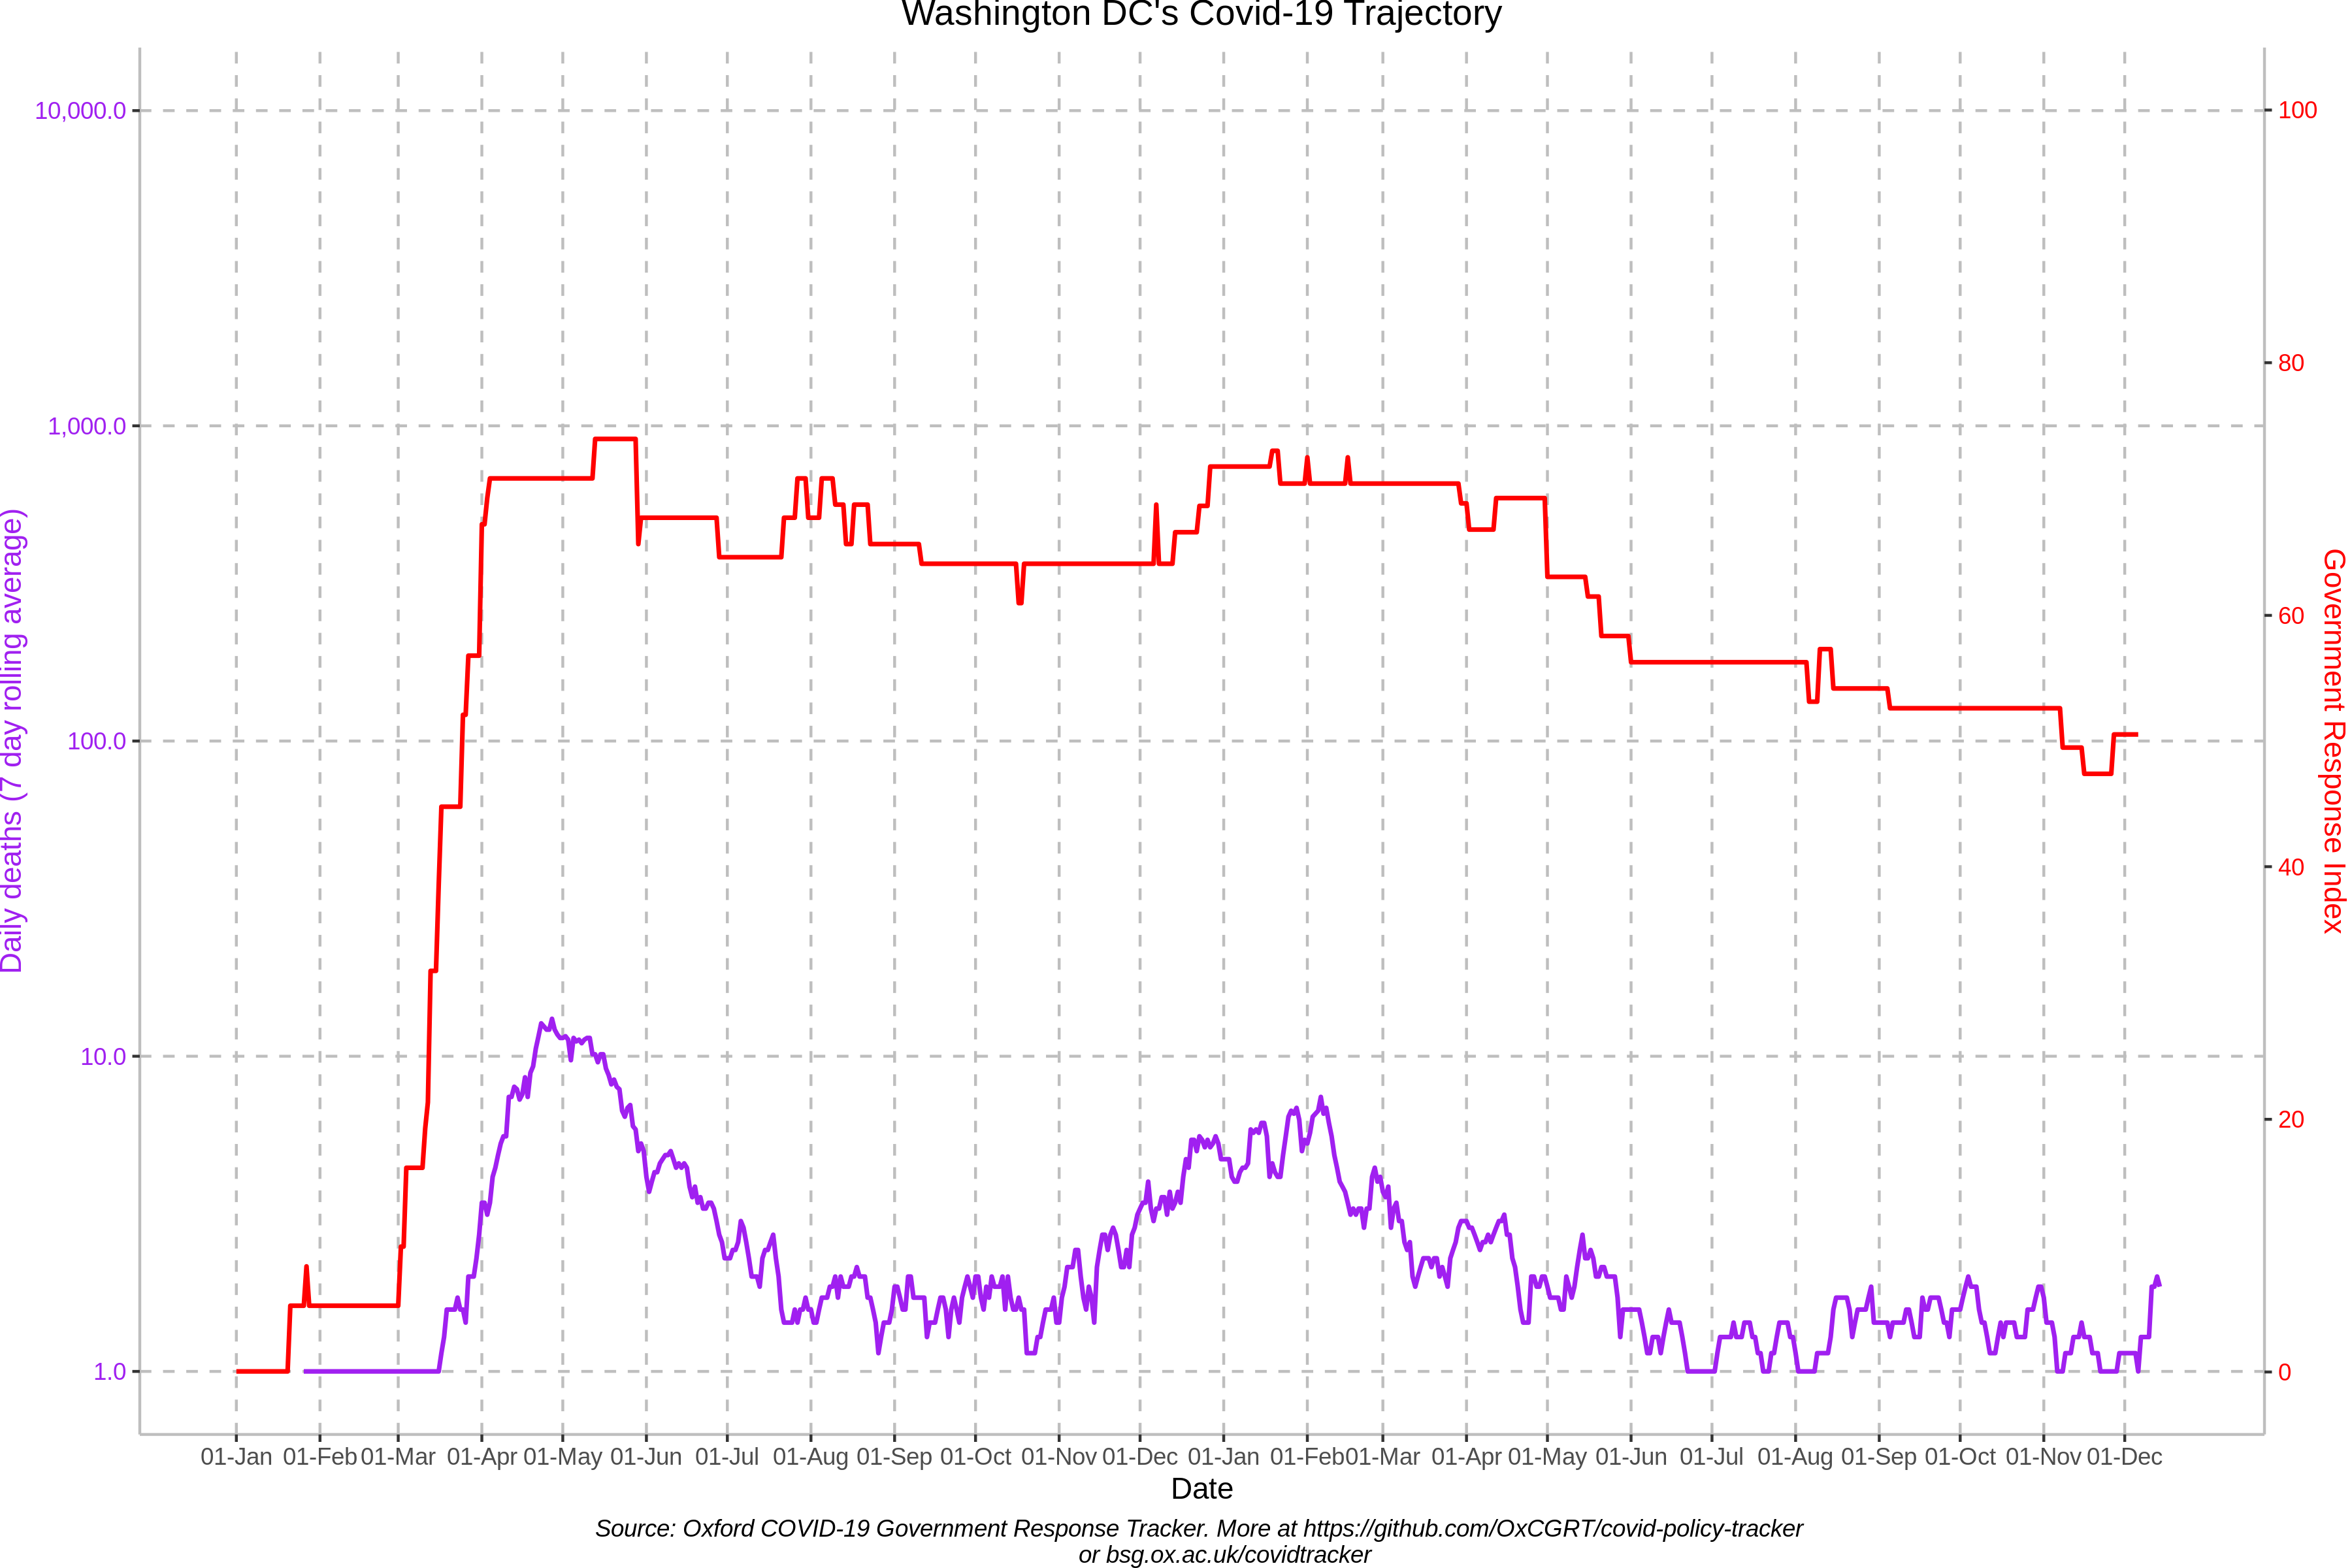 Washington DC's Covid-19 Trajectory
10,000.0
1,000.0
100.0
10.0
1.0
Daily deaths (7 day rolling average)
100
80
60
40
20
0
Government Response Index
01-Jan 01-Feb 01-Mar 01-Apr 01-May 01-Jun 01-Jul 01-Aug 01-Sep 01-Oct 01-Nov 01-Dec 01-Jan 01-Feb 01-Mar 01-Apr 01-May 01-Jun 01-Jul 01-Aug 01-Sep 01-Oct 01-Nov 01-Dec
Date
Source: Oxford COVID-19 Government Response Tracker. More at https://github.com/OxCGRT/covid-policy-tracker
or bsg.ox.ac.uk/covidtracker